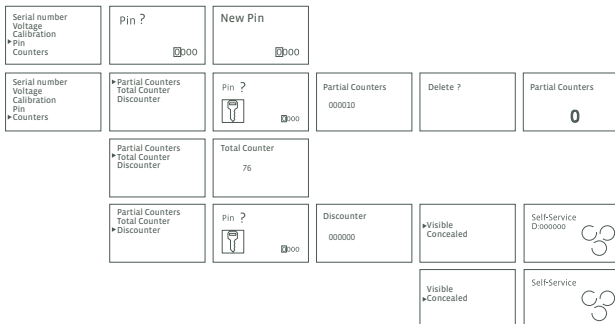 Serial number
Voltage
Calibration
▸Pin
Counters
Pin ?
0000
New Pin
0000
Serial number
Voltage
Calibration
Pin
▸Counters
▸Partial Counters
Total Counter
Discounter
Pin ?
0000
Partial Counters
000010
Delete ?
Partial Counters
0
Partial Counters
▸Total Counter
Discounter
Total Counter
76
Partial Counters
Total Counter
▸Discounter
Pin ?
0000
Discounter
000000
▸Visible
Concealed
Self-Service
D:000000
Visible
▸Concealed
Self-Service